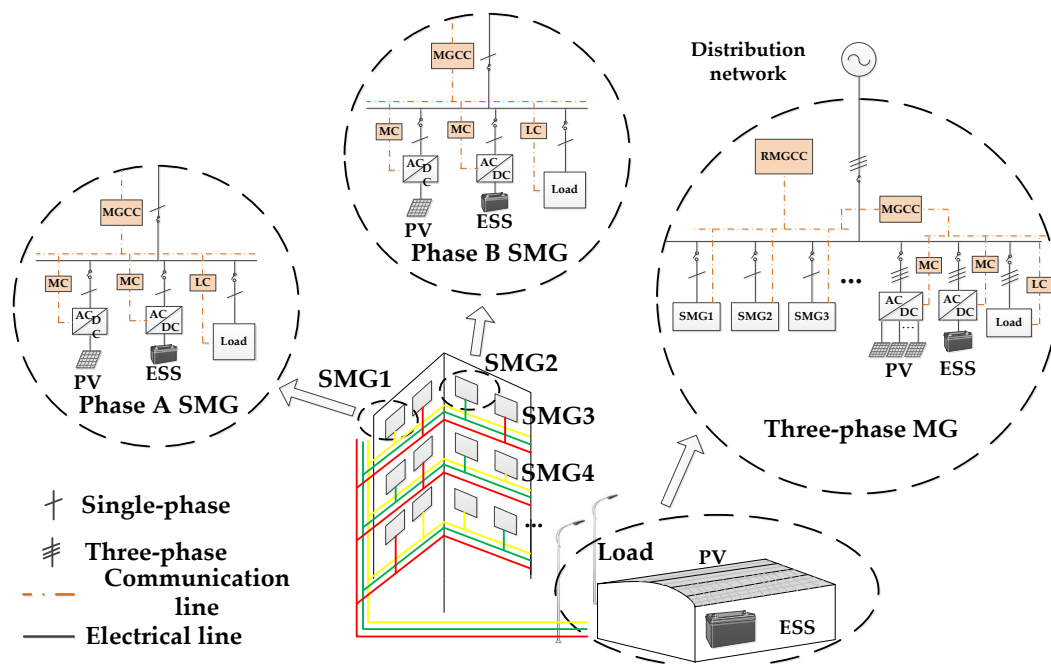 MGCC
MC
MC
LC
AC
DC
AC
DC
Load
PV
ESS
Phase B SMG
Distribution
network
RMGCC
MGCC
MC
MC
LC
SMG1
SMG2
SMG3
...
AC
DC
...
AC
DC
Load
PV
ESS
Three-phase MG
MGCC
MC
MC
LC
AC
DC
AC
DC
Load
PV
ESS
Phase A SMG
SMG1
SMG2
SMG3
SMG4
...
Single-phase
Three-phase
Communication
line
Electrical line
Load
PV
ESS